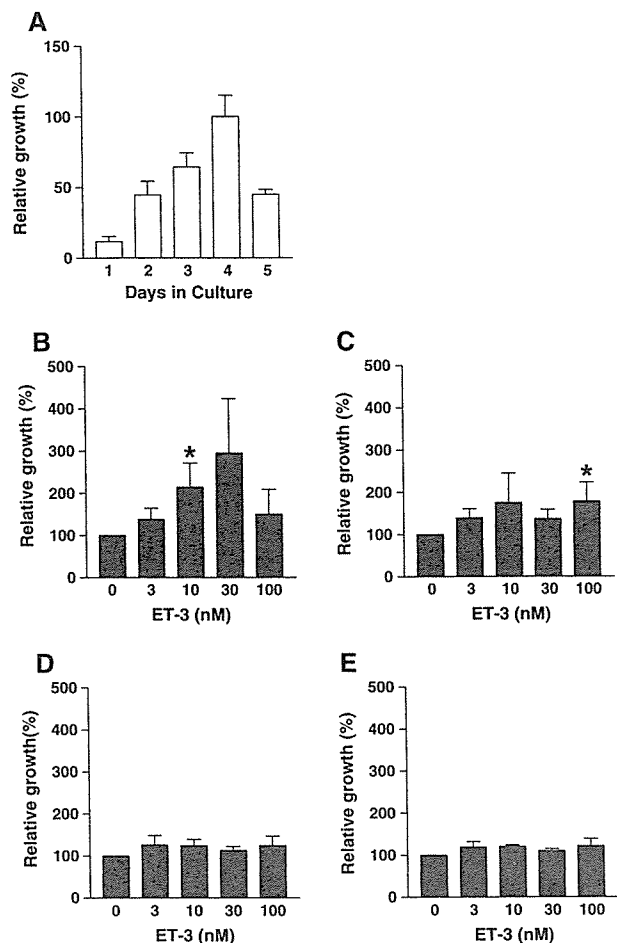 A
Relative growth (%)
150
100
50
0
1 2 3 4 5
Days in Culture
B
Relative growth (%)
500
400
300
200
100
0
*
0 3 10 30 100
ET-3 (nM)
C
Relative growth (%)
500
400
300
200
100
0
*
0 3 10 30 100
ET-3 (nM)
D
Relative growth(%)
500
400
300
200
100
0
0 3 10 30 100
ET-3 (nM)
E
Relative growth (%)
500
400
300
200
100
0
0 3 10 30 100
ET-3 (nM)